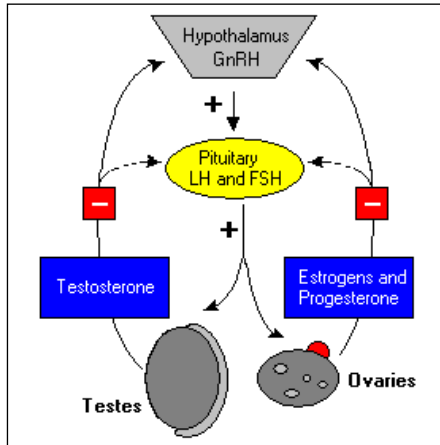 Hypothalamus
GnRH
+
Pituitary
LH and FSH
− −
+
Testosterone
Estrogens and
Progesterone
Ovaries
Testes